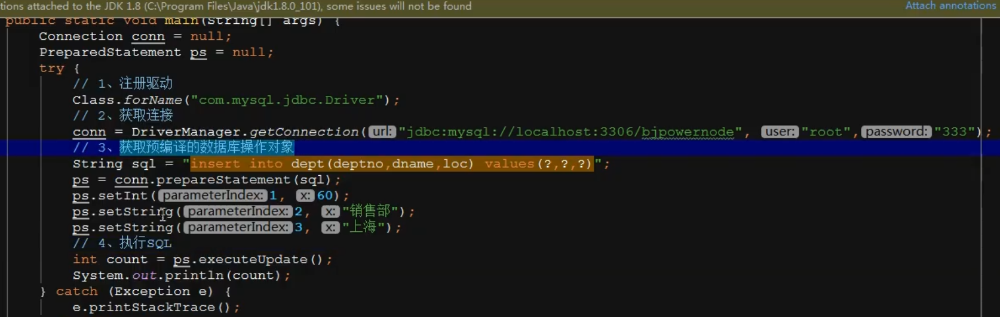 tions attached to the JDK 1.8 (C:\Program Files\Java\jdk1.8.0_101), some issues will not be found Attach annotations
public static void main(String[] args) {
Connection conn = null;
PreparedStatement ps = null;
try {
// 1、注册驱动
Class.forName("com.mysql.jdbc.Driver");
// 2、获取连接
conn = DriverManager.getConnection( url: "jdbc:mysql://localhost:3306/bjpowernode", user: "root", password: "333");
// 3、获取预编译的数据库操作对象
String sql = "insert into dept(deptno,dname,loc) values(?,?,?)";
ps = conn.prepareStatement(sql);
ps.setInt( parameterIndex: 1, x: 60);
ps.setString( parameterIndex: 2, x: "销售部");
ps.setString( parameterIndex: 3, x: "上海");
// 4、执行SQL
int count = ps.executeUpdate();
System.out.println(count);
} catch (Exception e) {
e.printStackTrace();